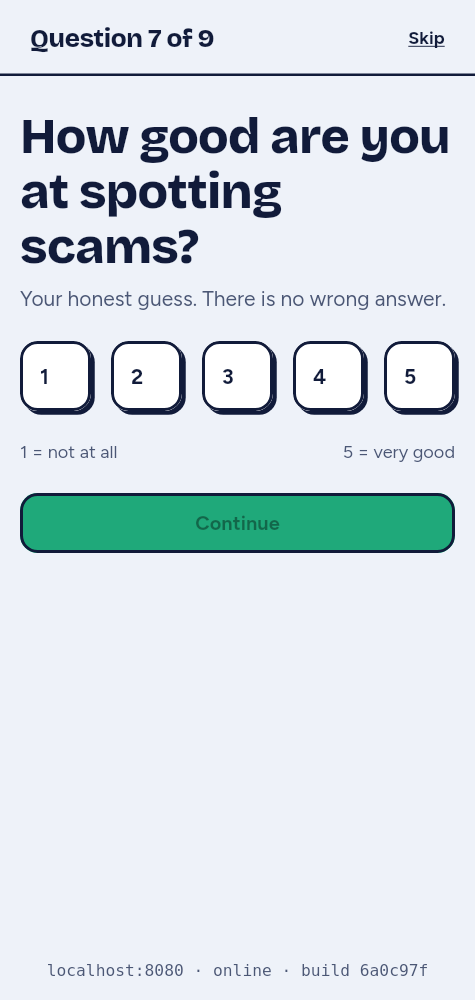 Question 7 of 9
Skip
How good are you
at spotting
scams?
Your honest guess. There is no wrong answer.
1
2
3
4
5
1 = not at all
5 = very good
Continue
localhost:8080 · online · build 6a0c97f